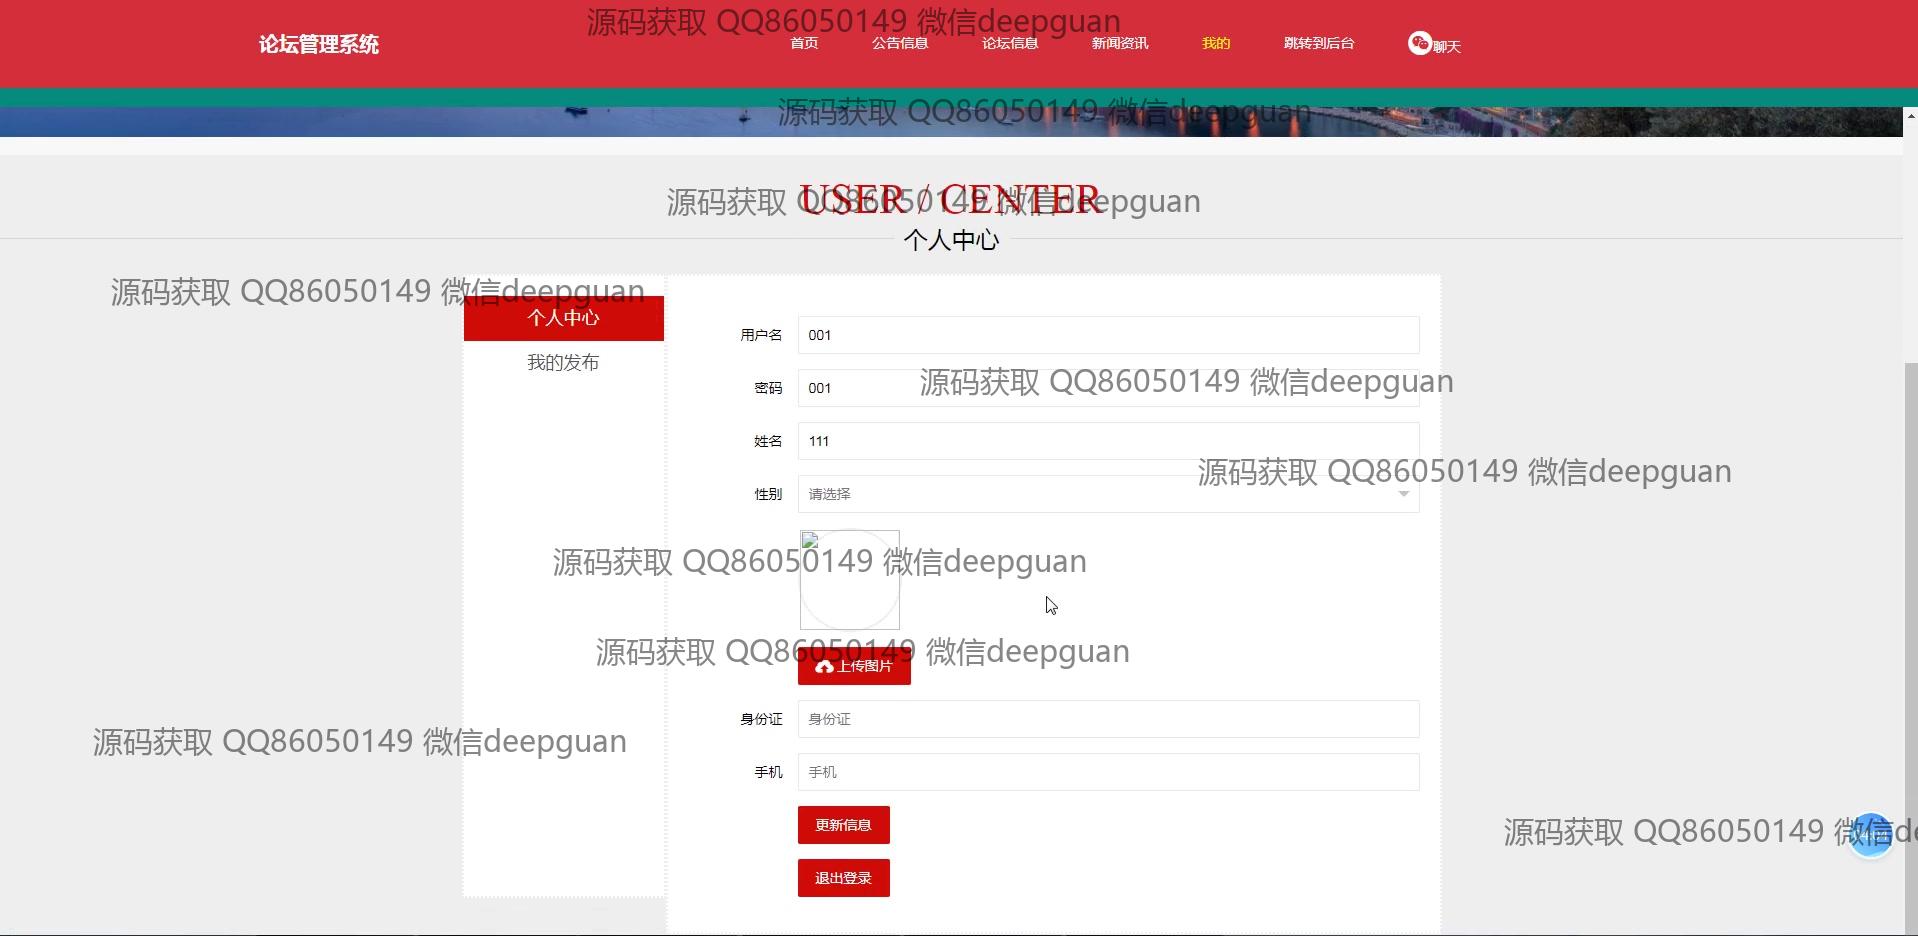 源码获取 QQ86050149 微信deepguan
论坛管理系统
首页
公告信息
论坛信息
新闻资讯
我的
跳转到后台
聊天
源码获取 QQ86050149 微信deepguan
USER / CENTER
源码获取 QQ86050149 微信deepguan
个人中心
源码获取 QQ86050149 微信deepguan
个人中心
我的发布
用户名 001
密码 001
源码获取 QQ86050149 微信deepguan
姓名 111
源码获取 QQ86050149 微信deepguan
性别 请选择
源码获取 QQ86050149 微信deepguan
源码获取 QQ86050149 微信deepguan
上传图片
身份证 身份证
源码获取 QQ86050149 微信deepguan
手机 手机
更新信息
源码获取 QQ86050149 微信de
退出登录